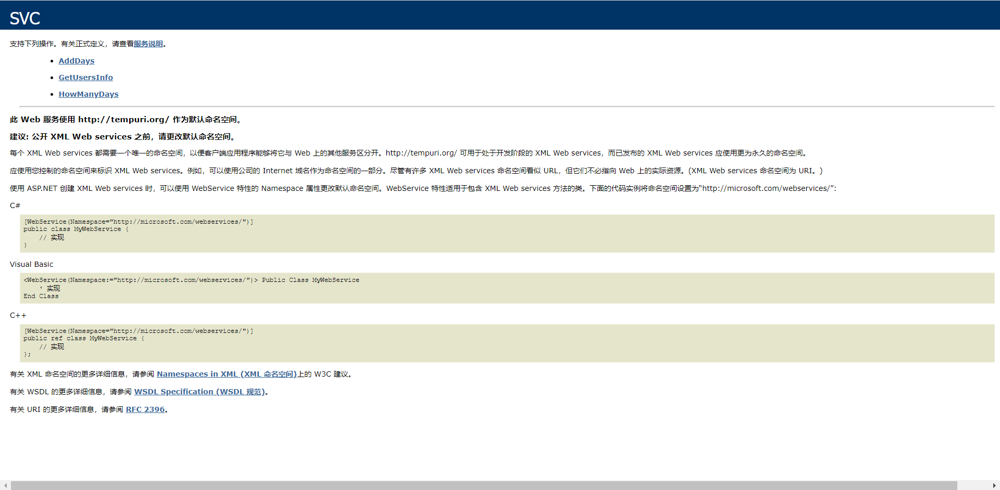 SVC
支持下列操作。有关正式定义，请查看服务说明。
AddDays
GetUsersInfo
HowManyDays
此 Web 服务使用 http://tempuri.org/ 作为默认命名空间。
建议: 公开 XML Web services 之前，请更改默认命名空间。
每个 XML Web services 都需要一个唯一的命名空间，以便客户端应用程序能够将它与 Web 上的其他服务区分开。http://tempuri.org/ 可用于处于开发阶段的 XML Web services，而已发布的 XML Web services 应使用更为永久的命名空间。
应使用您控制的命名空间来标识 XML Web services。例如，可以使用公司的 Internet 域名作为命名空间的一部分。尽管有许多 XML Web services 命名空间看似 URL，但它们不必指向 Web 上的实际资源。(XML Web services 命名空间为 URI。)
使用 ASP.NET 创建 XML Web services 时，可以使用 WebService 特性的 Namespace 属性更改默认命名空间。WebService 特性适用于包含 XML Web services 方法的类。下面的代码实例将命名空间设置为“http://microsoft.com/webservices/”:
C#
[WebService(Namespace="http://microsoft.com/webservices/")]
public class MyWebService {
    // 实现
}
Visual Basic
<WebService(Namespace:="http://microsoft.com/webservices/")> Public Class MyWebService
    ' 实现
End Class
C++
[WebService(Namespace="http://microsoft.com/webservices/")]
public ref class MyWebService {
    // 实现
};
有关 XML 命名空间的更多详细信息，请参阅 Namespaces in XML (XML 命名空间)上的 W3C 建议。
有关 WSDL 的更多详细信息，请参阅 WSDL Specification (WSDL 规范)。
有关 URI 的更多详细信息，请参阅 RFC 2396。